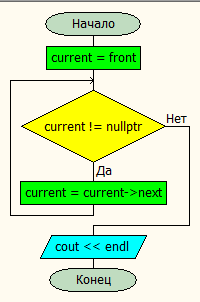 Начало
current = front
current != nullptr
Нет
Да
current = current->next
cout << endl
Конец